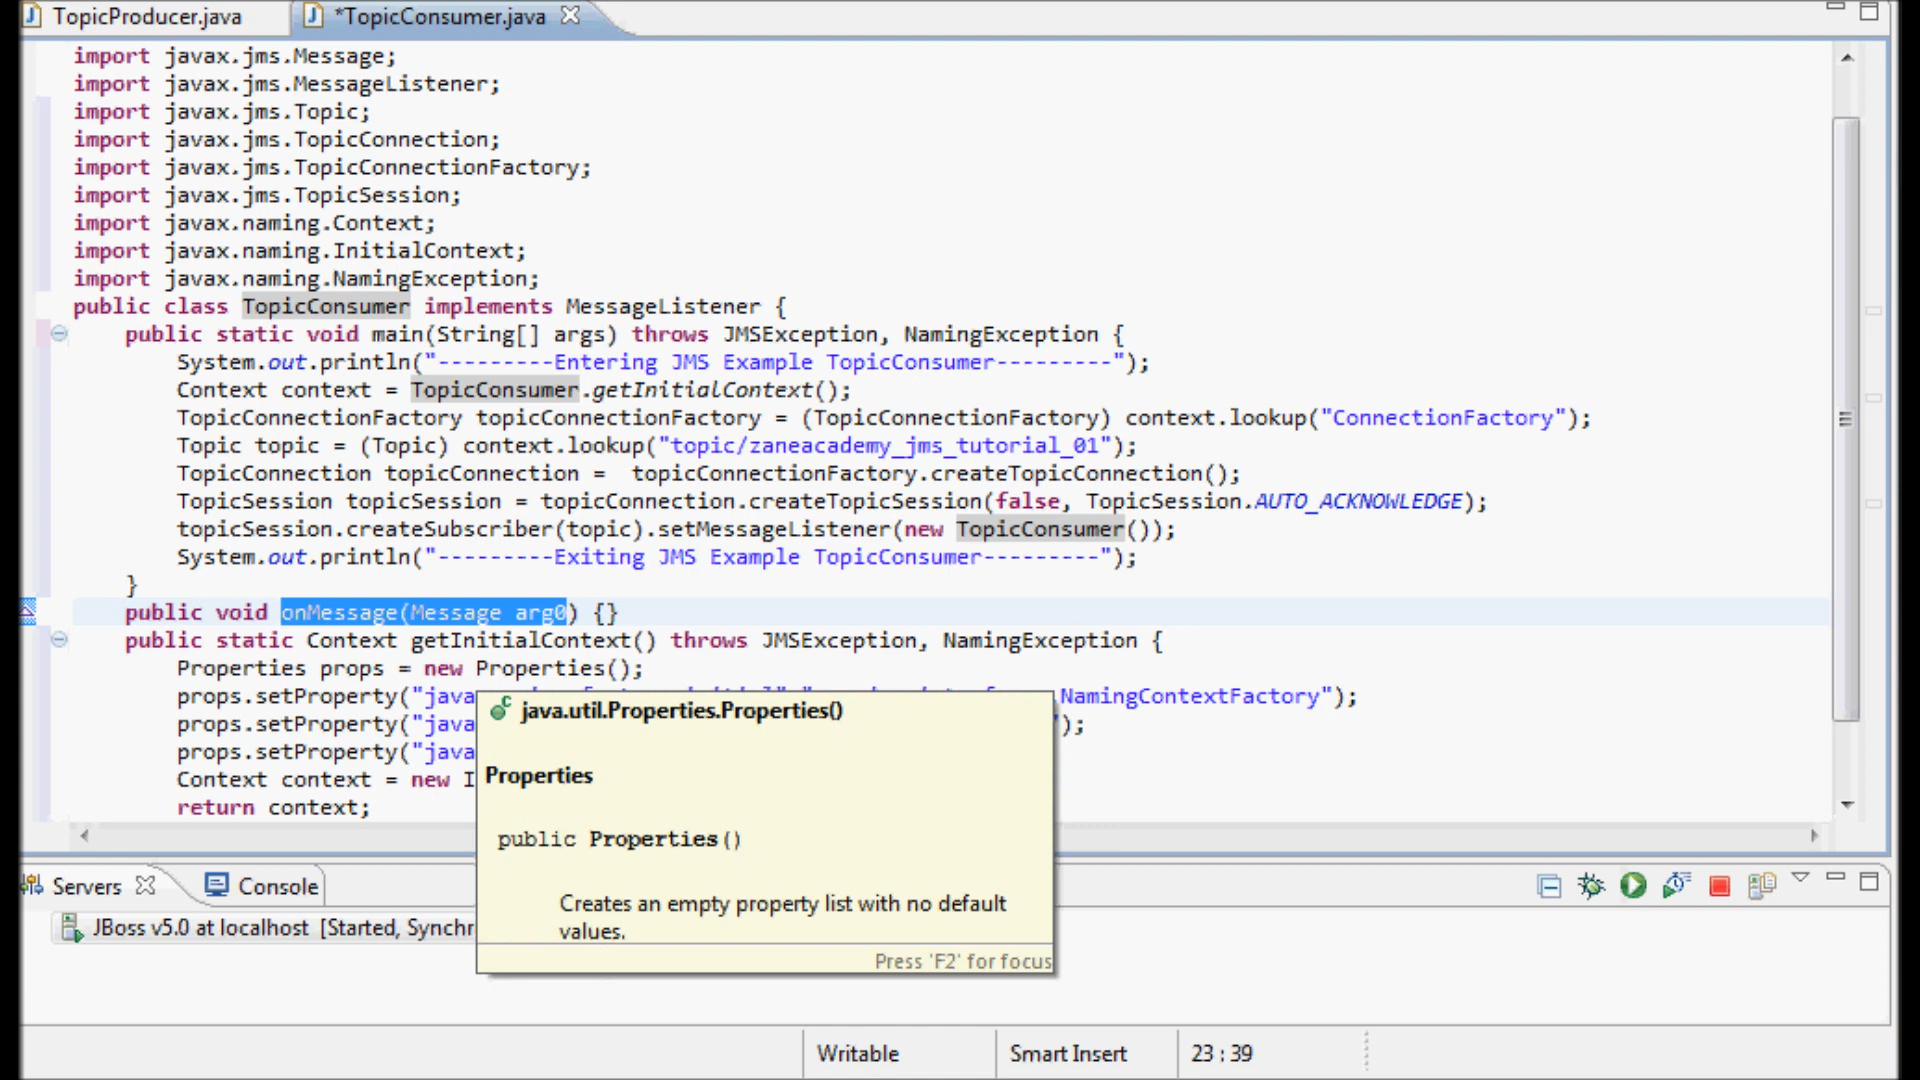 TopicProducer.java
*TopicConsumer.java
import javax.jms.Message;
import javax.jms.MessageListener;
import javax.jms.Topic;
import javax.jms.TopicConnection;
import javax.jms.TopicConnectionFactory;
import javax.jms.TopicSession;
import javax.naming.Context;
import javax.naming.InitialContext;
import javax.naming.NamingException;
public class TopicConsumer implements MessageListener {
public static void main(String[] args) throws JMSException, NamingException {
System.out.println("---------Entering JMS Example TopicConsumer---------");
Context context = TopicConsumer.getInitialContext();
TopicConnectionFactory topicConnectionFactory = (TopicConnectionFactory) context.lookup("ConnectionFactory");
Topic topic = (Topic) context.lookup("topic/zaneacademy_jms_tutorial_01");
TopicConnection topicConnection =  topicConnectionFactory.createTopicConnection();
TopicSession topicSession = topicConnection.createTopicSession(false, TopicSession.AUTO_ACKNOWLEDGE);
topicSession.createSubscriber(topic).setMessageListener(new TopicConsumer());
System.out.println("---------Exiting JMS Example TopicConsumer---------");
}
public void onMessage(Message arg0) {}
public static Context getInitialContext() throws JMSException, NamingException {
Properties props = new Properties();
props.setProperty("java NamingContextFactory");
props.setProperty("java ");
props.setProperty("java
Context context = new I
return context;
java.util.Properties.Properties()
Properties
public Properties()
Creates an empty property list with no default
values.
Press 'F2' for focus
Servers
Console
JBoss v5.0 at localhost [Started, Synchr
Writable
Smart Insert
23 : 39